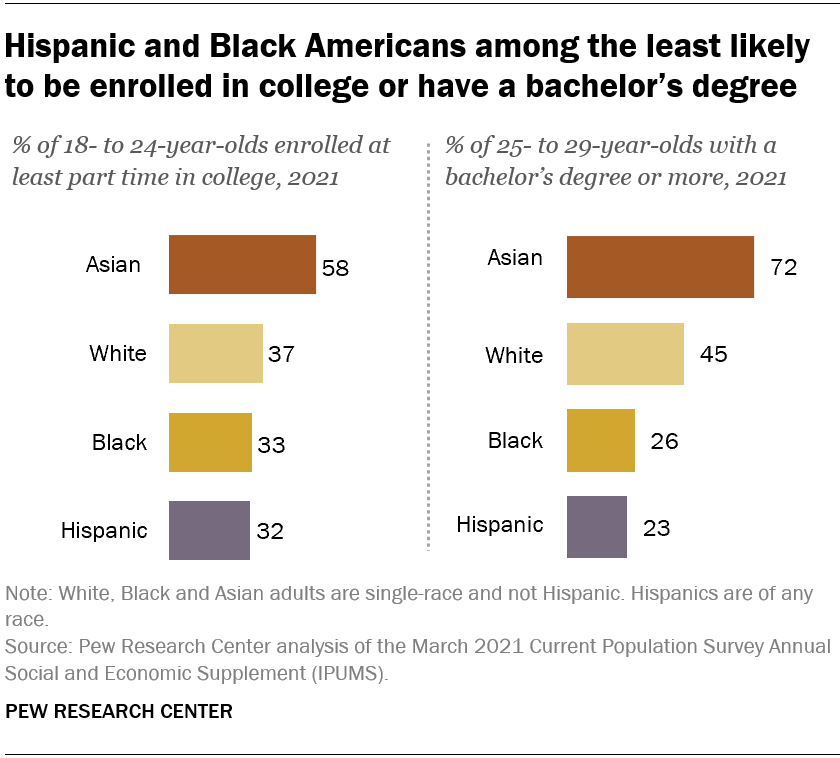 Hispanic and Black Americans among the least likely
to be enrolled in college or have a bachelor’s degree
% of 18- to 24-year-olds enrolled at
least part time in college, 2021
Asian 58
White 37
Black 33
Hispanic 32
% of 25- to 29-year-olds with a
bachelor’s degree or more, 2021
Asian 72
White 45
Black 26
Hispanic 23
Note: White, Black and Asian adults are single-race and not Hispanic. Hispanics are of any
race.
Source: Pew Research Center analysis of the March 2021 Current Population Survey Annual
Social and Economic Supplement (IPUMS).
PEW RESEARCH CENTER